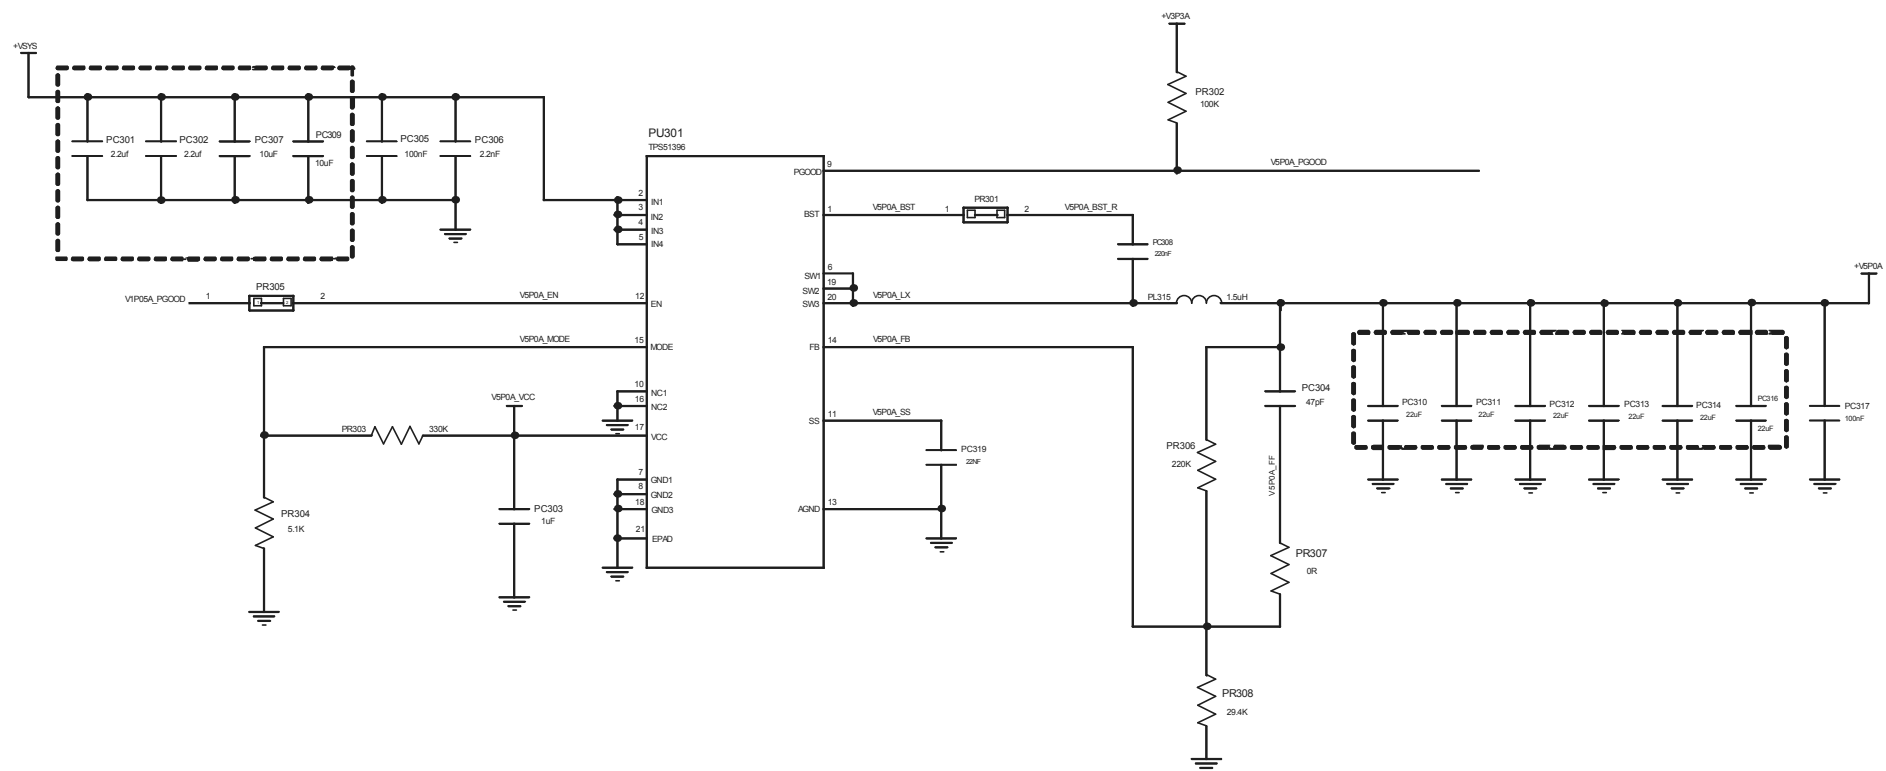 +V3P3A
+VSYS
PR302
100K
PC301
2.2uf
PC302
2.2uf
PC307
10uF
PC309
10uF
PC305
100nF
PC306
2.2nF
PU301
TPS51396
9
PGOOD
V5P0A_PGOOD
2
IN1
3
IN2
4
IN3
5
IN4
BST
1
V5P0A_BST
1
PR301
2
V5P0A_BST_R
PC308
220nF
6
SW1
19
SW2
20
SW3
V5P0A_LX
PL315
1.5uH
+V5P0A
V1P05A_PGOOD
1
PR305
2
V5P0A_EN
12
EN
V5P0A_MODE
15
MODE
14
FB
V5P0A_FB
10
NC1
16
NC2
V5P0A_VCC
PR303
330K
17
VCC
11
SS
V5P0A_SS
PC319
22NF
PC304
47pF
PR306
220K
V5P0A_FF
PC310
22uF
PC311
22uF
PC312
22uF
PC313
22uF
PC314
22uF
PC316
22uF
PC317
100nF
7
GND1
8
GND2
18
GND3
21
EPAD
13
AGND
PR304
5.1K
PC303
1uF
PR307
0R
PR308
29.4K